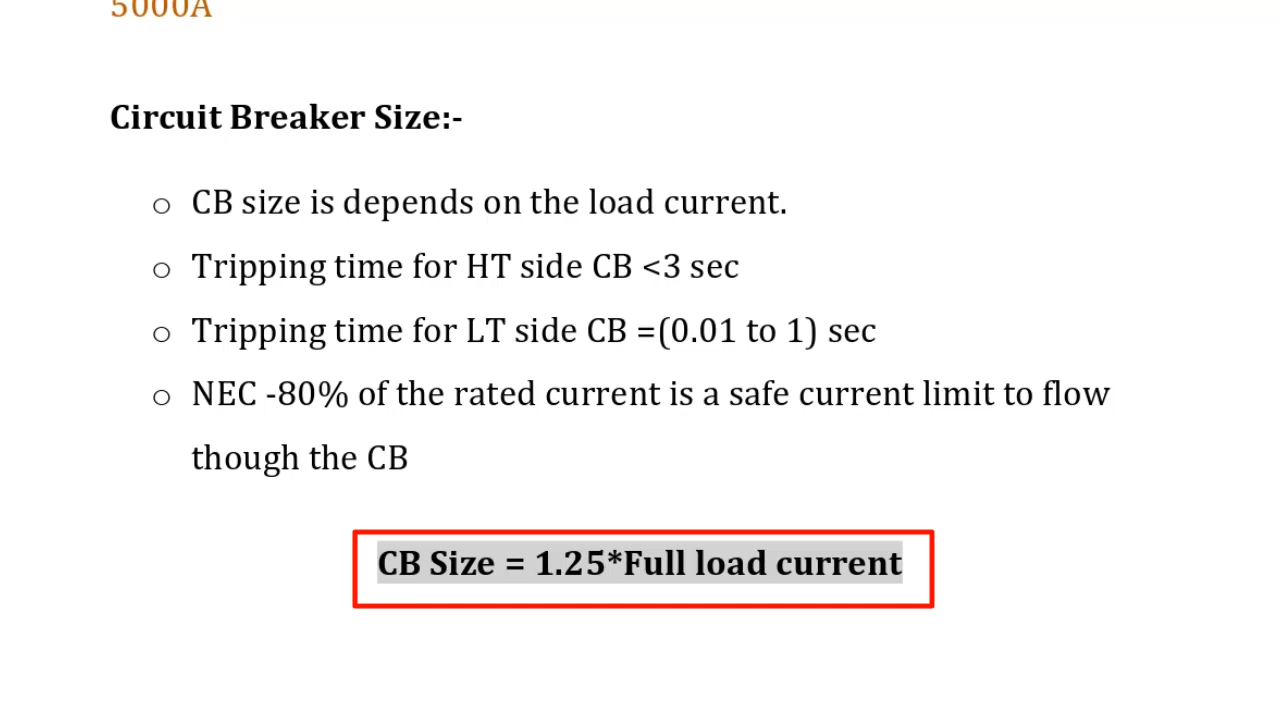 5000A
Circuit Breaker Size:-
o CB size is depends on the load current.
o Tripping time for HT side CB <3 sec
o Tripping time for LT side CB =(0.01 to 1) sec
o NEC -80% of the rated current is a safe current limit to flow
though the CB
CB Size = 1.25*Full load current